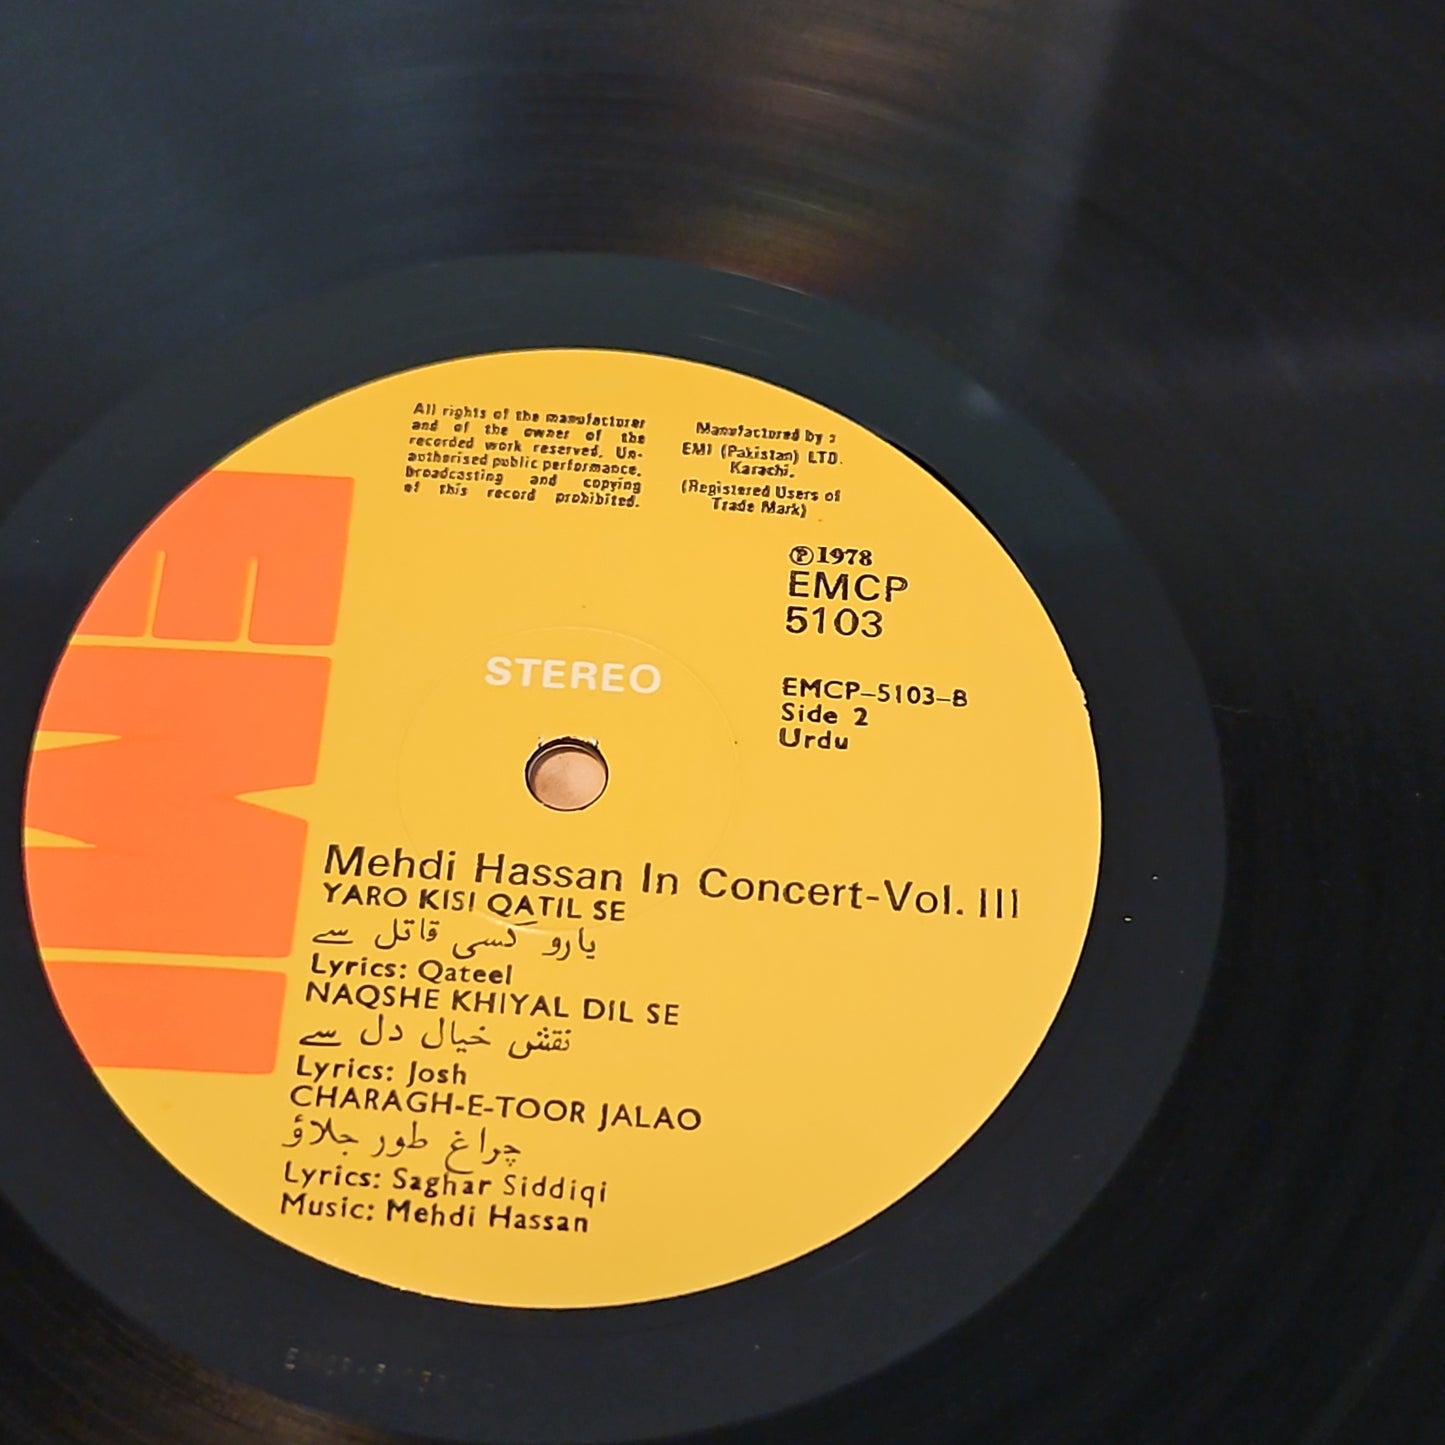 All rights of the manufacturer
and of the owner of the
recorded work reserved. Un-
authorised public performance,
broadcasting and copying
of this record prohibited.
Manufactured by :
EMI (Pakistan) LTD.
Karachi.
(Registered Users of
Trade Mark)
℗1978
EMCP
5103
STEREO
EMCP-5103-B
Side 2
Urdu
EMI
Mehdi Hassan In Concert-Vol. III
YARO KISI QATIL SE
یارو کسی قاتل سے
Lyrics: Qateel
NAQSHE KHIYAL DIL SE
نقش خیال دل سے
Lyrics: Josh
CHARAGH-E-TOOR JALAO
چراغ طور جلاؤ
Lyrics: Saghar Siddiqi
Music: Mehdi Hassan